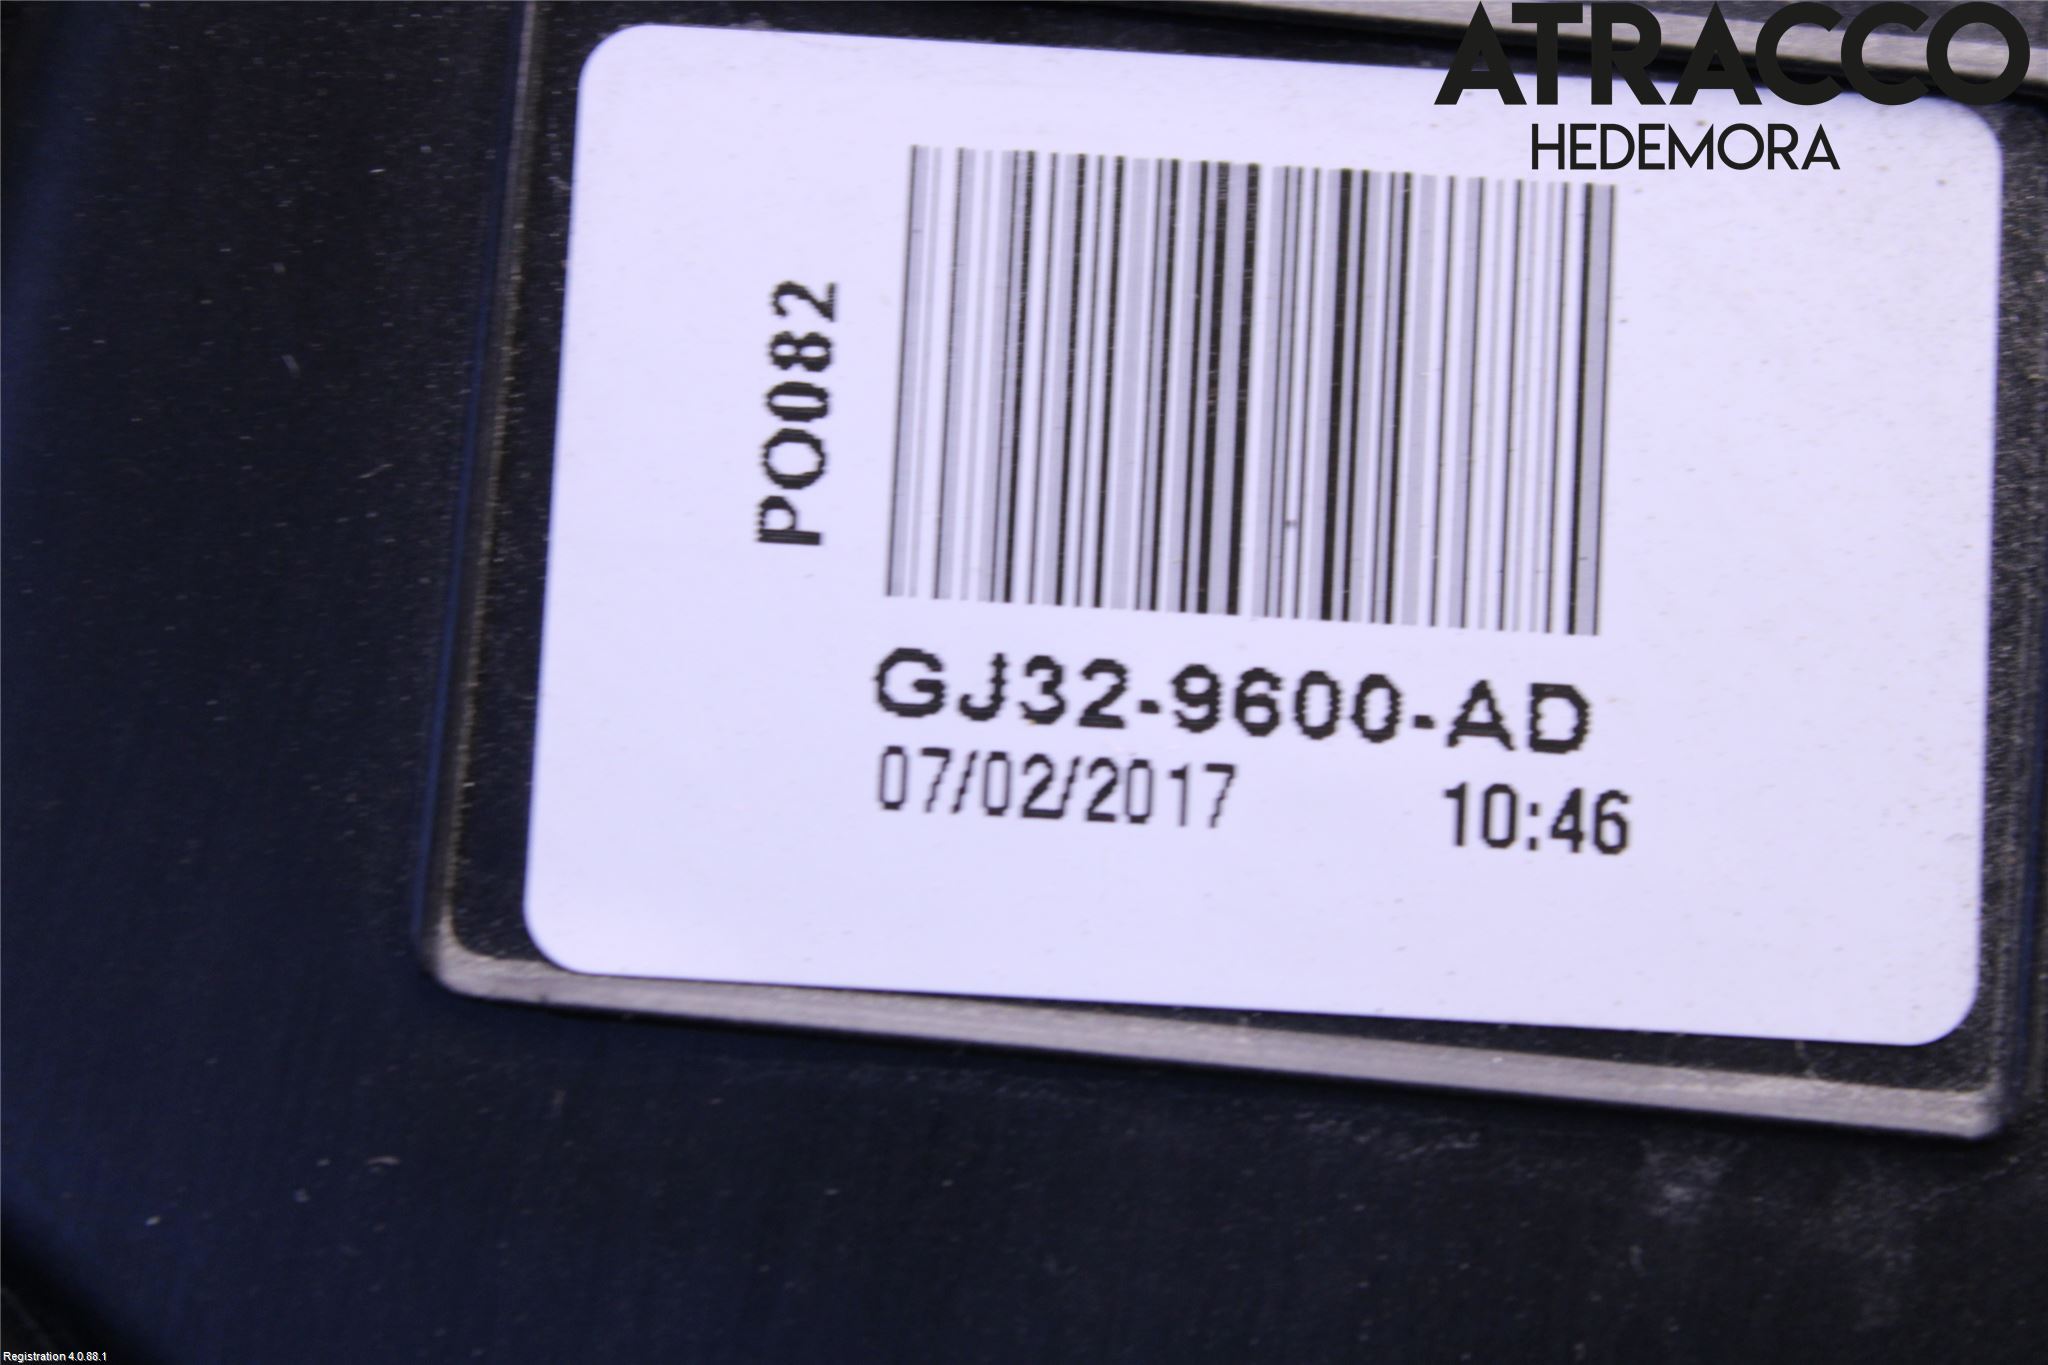 ATRACCO
HEDEMORA
PO082
GJ32-9600-AD
07/02/2017 10:46
Registration 4.0.88.1